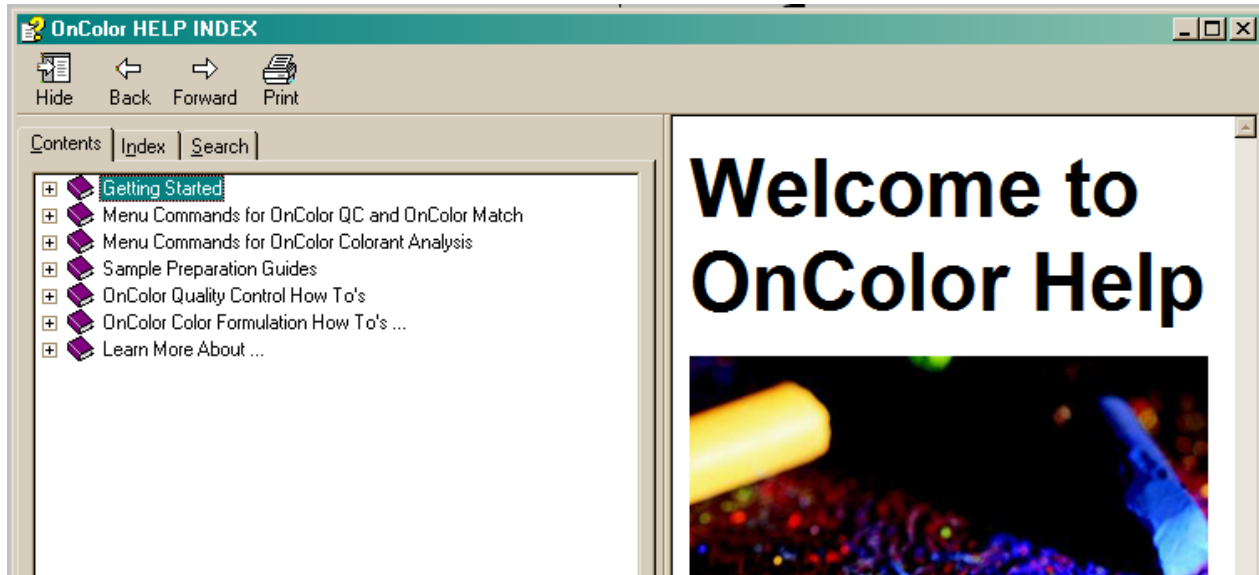 OnColor HELP INDEX
Hide Back Forward Print
Contents Index Search
Getting Started
Menu Commands for OnColor QC and OnColor Match
Menu Commands for OnColor Colorant Analysis
Sample Preparation Guides
OnColor Quality Control How To's
OnColor Color Formulation How To's ...
Learn More About ...
Welcome to
OnColor Help